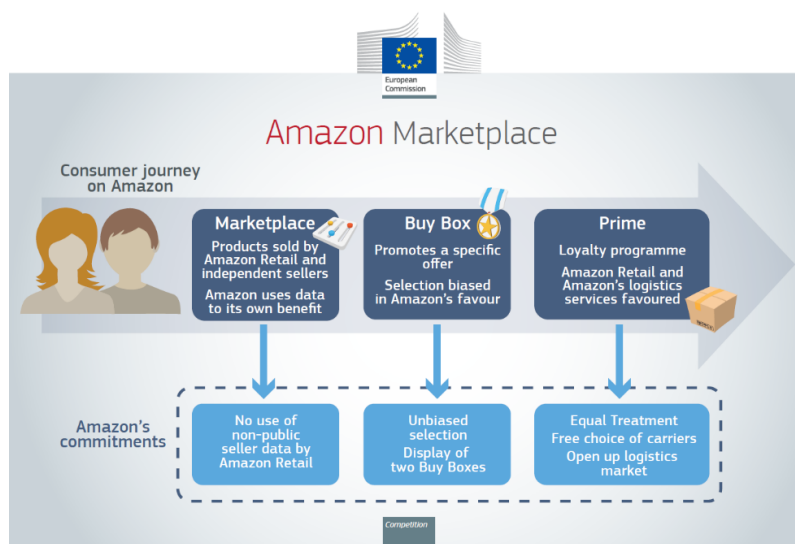 European
Commission
Amazon Marketplace
Consumer journey
on Amazon
Marketplace
Products sold by
Amazon Retail and
independent sellers
Amazon uses data
to its own benefit
Buy Box
Promotes a specific
offer
Selection biased
in Amazon's favour
Prime
Loyalty programme
Amazon Retail and
Amazon's logistics
services favoured
Amazon's
commitments
No use of
non-public
seller data by
Amazon Retail
Unbiased
selection
Display of
two Buy Boxes
Equal Treatment
Free choice of carriers
Open up logistics
market
Competition